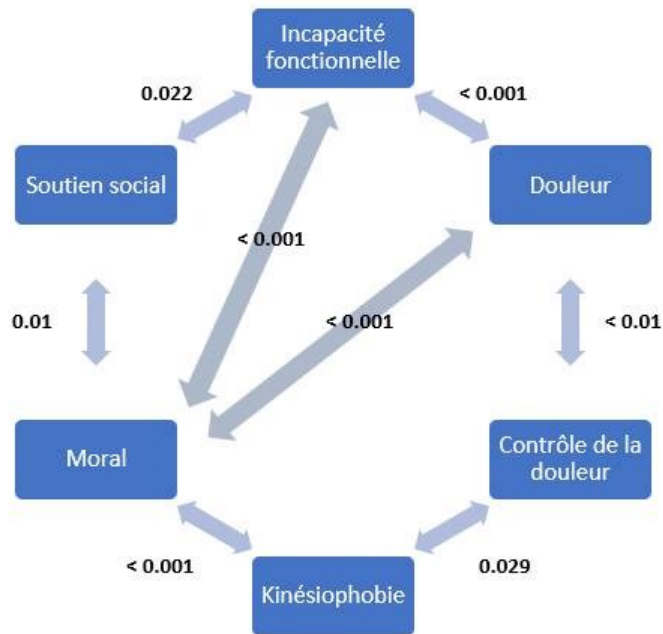 Incapacité
fonctionnelle
0.022
< 0.001
Soutien social
Douleur
< 0.001
0.01
< 0.001
< 0.01
Moral
Contrôle de la
douleur
< 0.001
0.029
Kinésiophobie